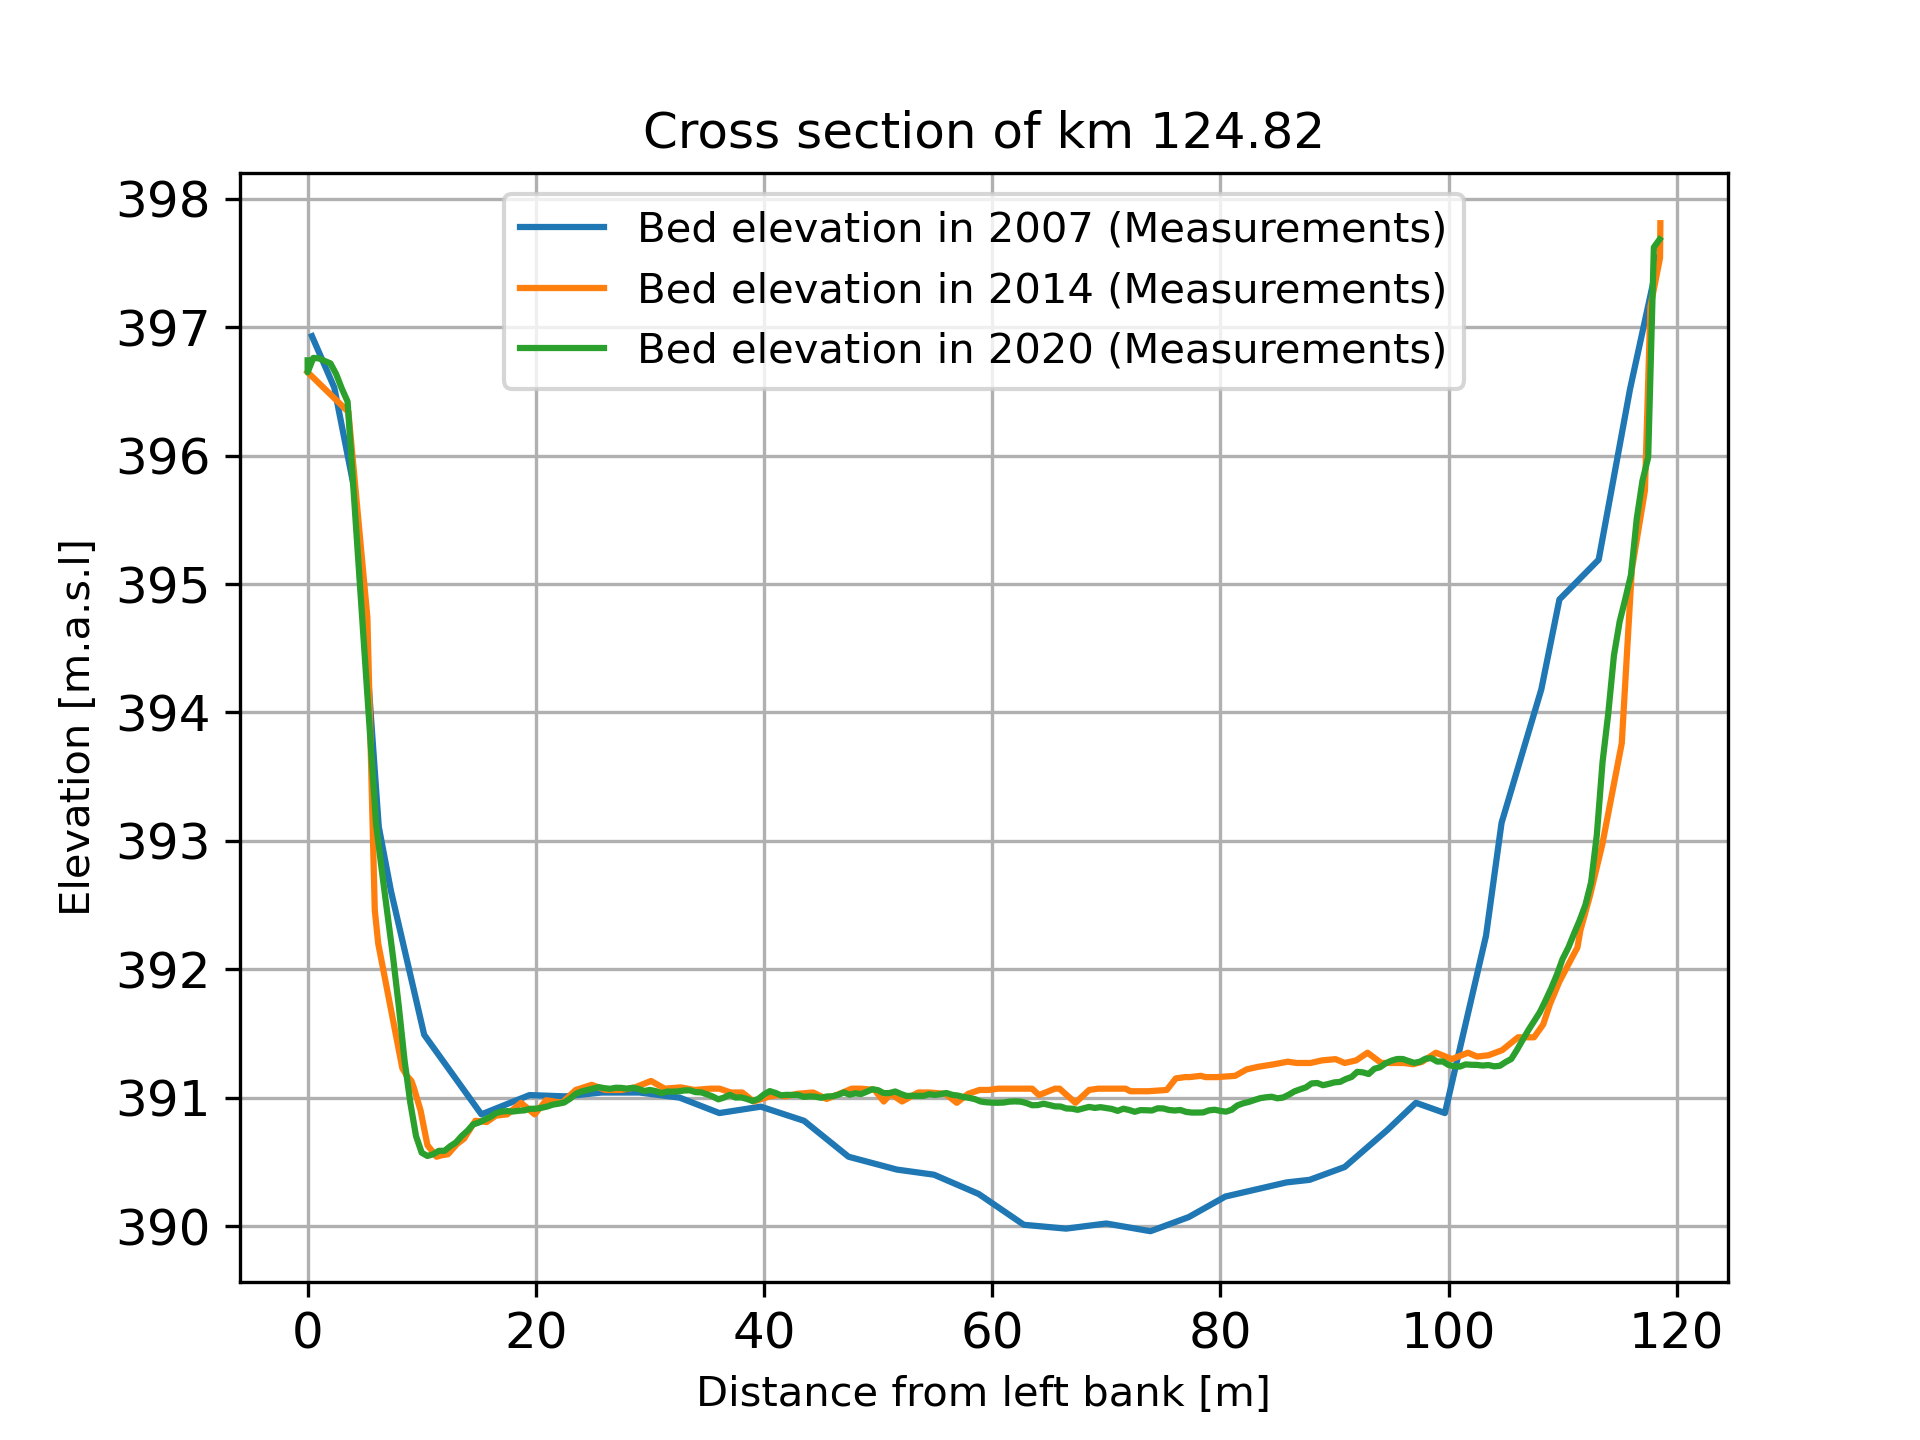 Cross section of km 124.82
Bed elevation in 2007 (Measurements)
Bed elevation in 2014 (Measurements)
Bed elevation in 2020 (Measurements)
Elevation [m.a.s.l]
398
397
396
395
394
393
392
391
390
0 20 40 60 80 100 120
Distance from left bank [m]